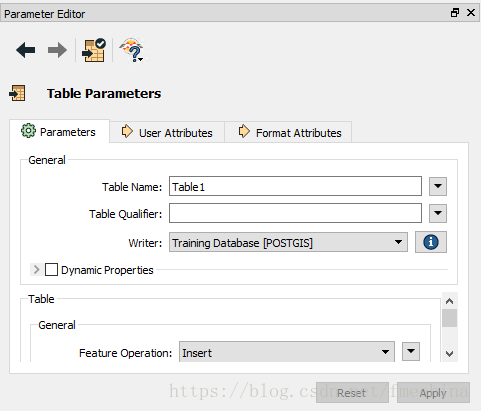 Parameter Editor
Table Parameters
Parameters
User Attributes
Format Attributes
General
Table Name:
Table1
Table Qualifier:
Writer:
Training Database [POSTGIS]
Dynamic Properties
Table
General
Feature Operation:
Insert
https://blog.csdn.net/fmechina
Reset
Apply